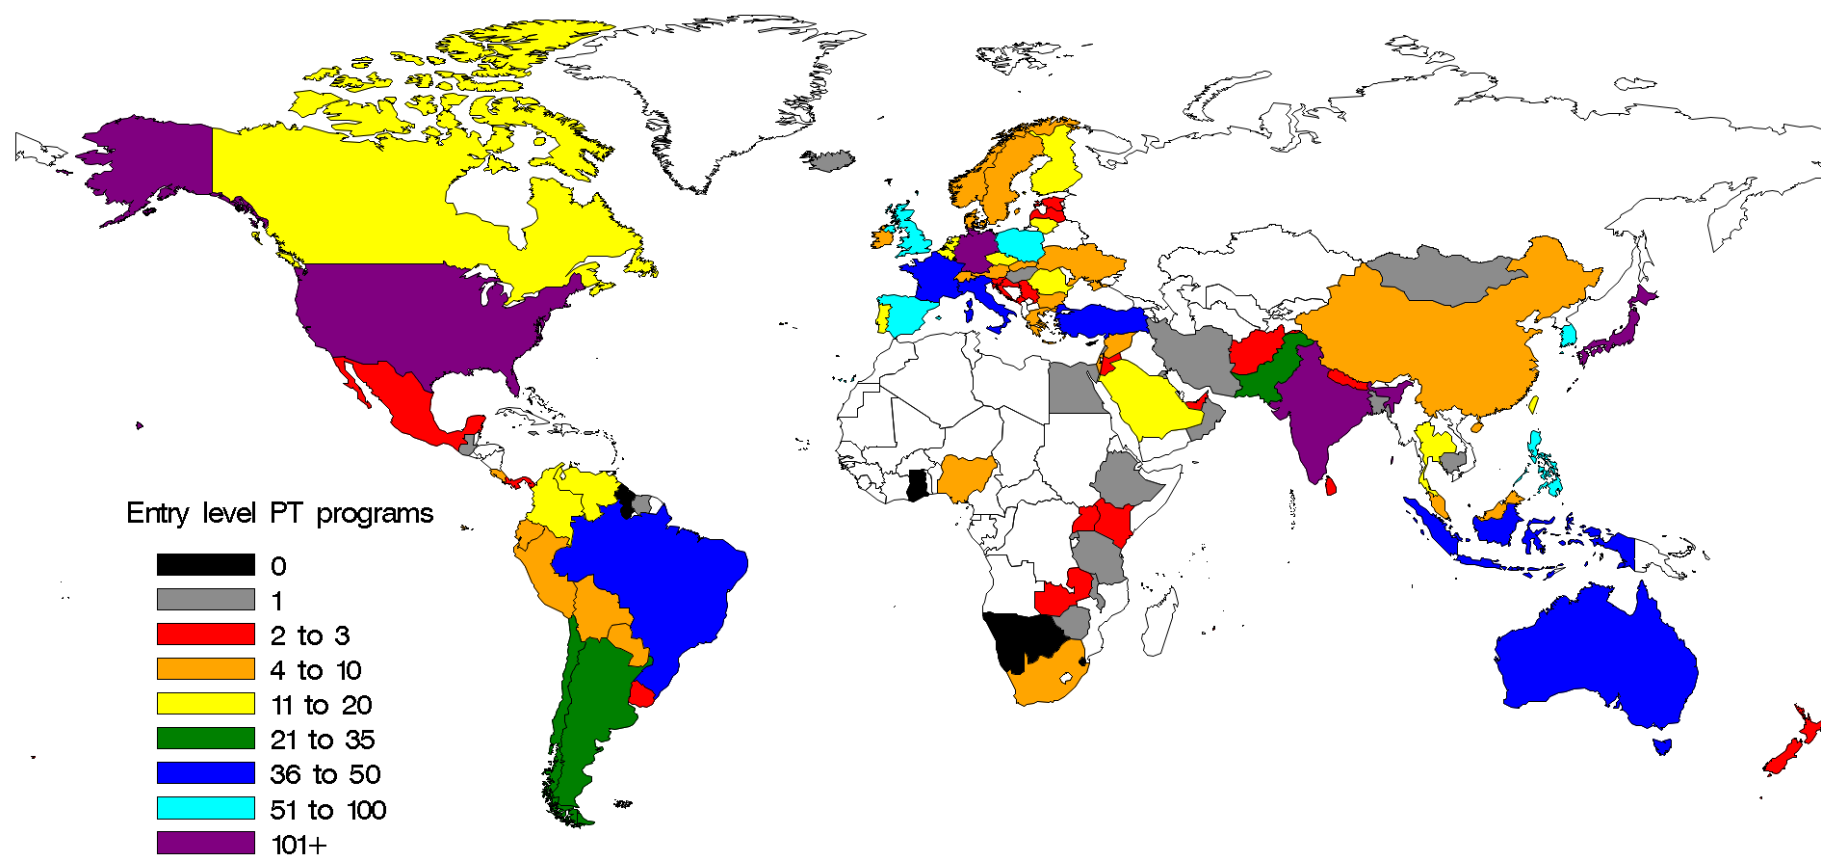 Entry level PT programs
0
1
2 to 3
4 to 10
11 to 20
21 to 35
36 to 50
51 to 100
101+